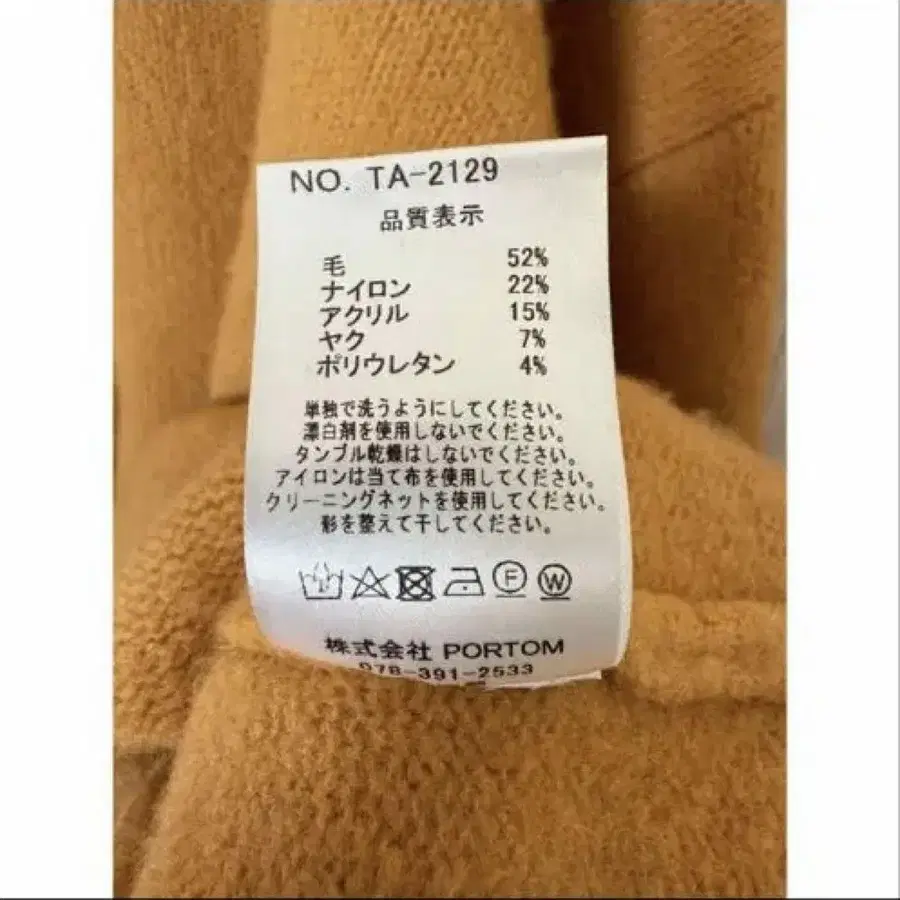 NO. TA-2129
品質表示
毛 52%
ナイロン 22%
アクリル 15%
ヤク 7%
ポリウレタン 4%
単独で洗うようにしてください。
漂白剤を使用しないでください。
タンブル乾燥はしないでください。
アイロンは当て布を使用してください。
クリーニングネットを使用してください。
形を整えて干してください。
F W
株式会社 PORTOM
078-391-2533